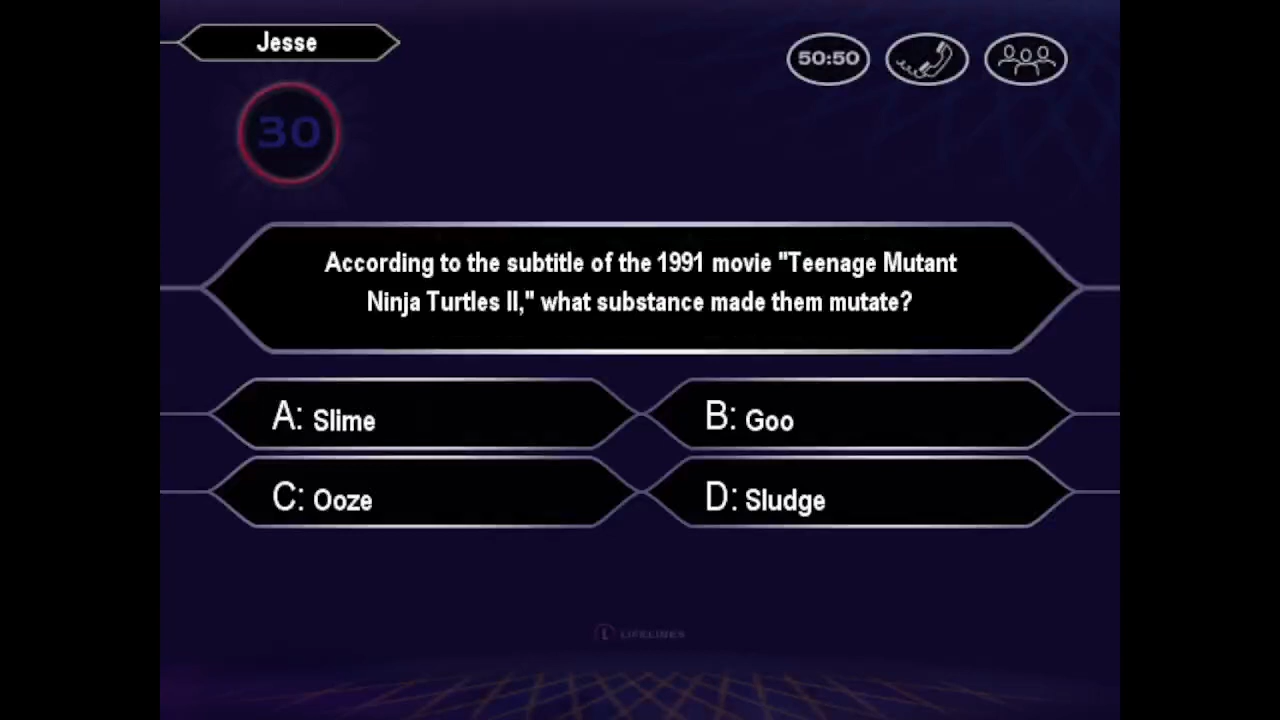 Jesse
50:50
30
According to the subtitle of the 1991 movie "Teenage Mutant
Ninja Turtles II," what substance made them mutate?
A: Slime
B: Goo
C: Ooze
D: Sludge
L LIFELINES